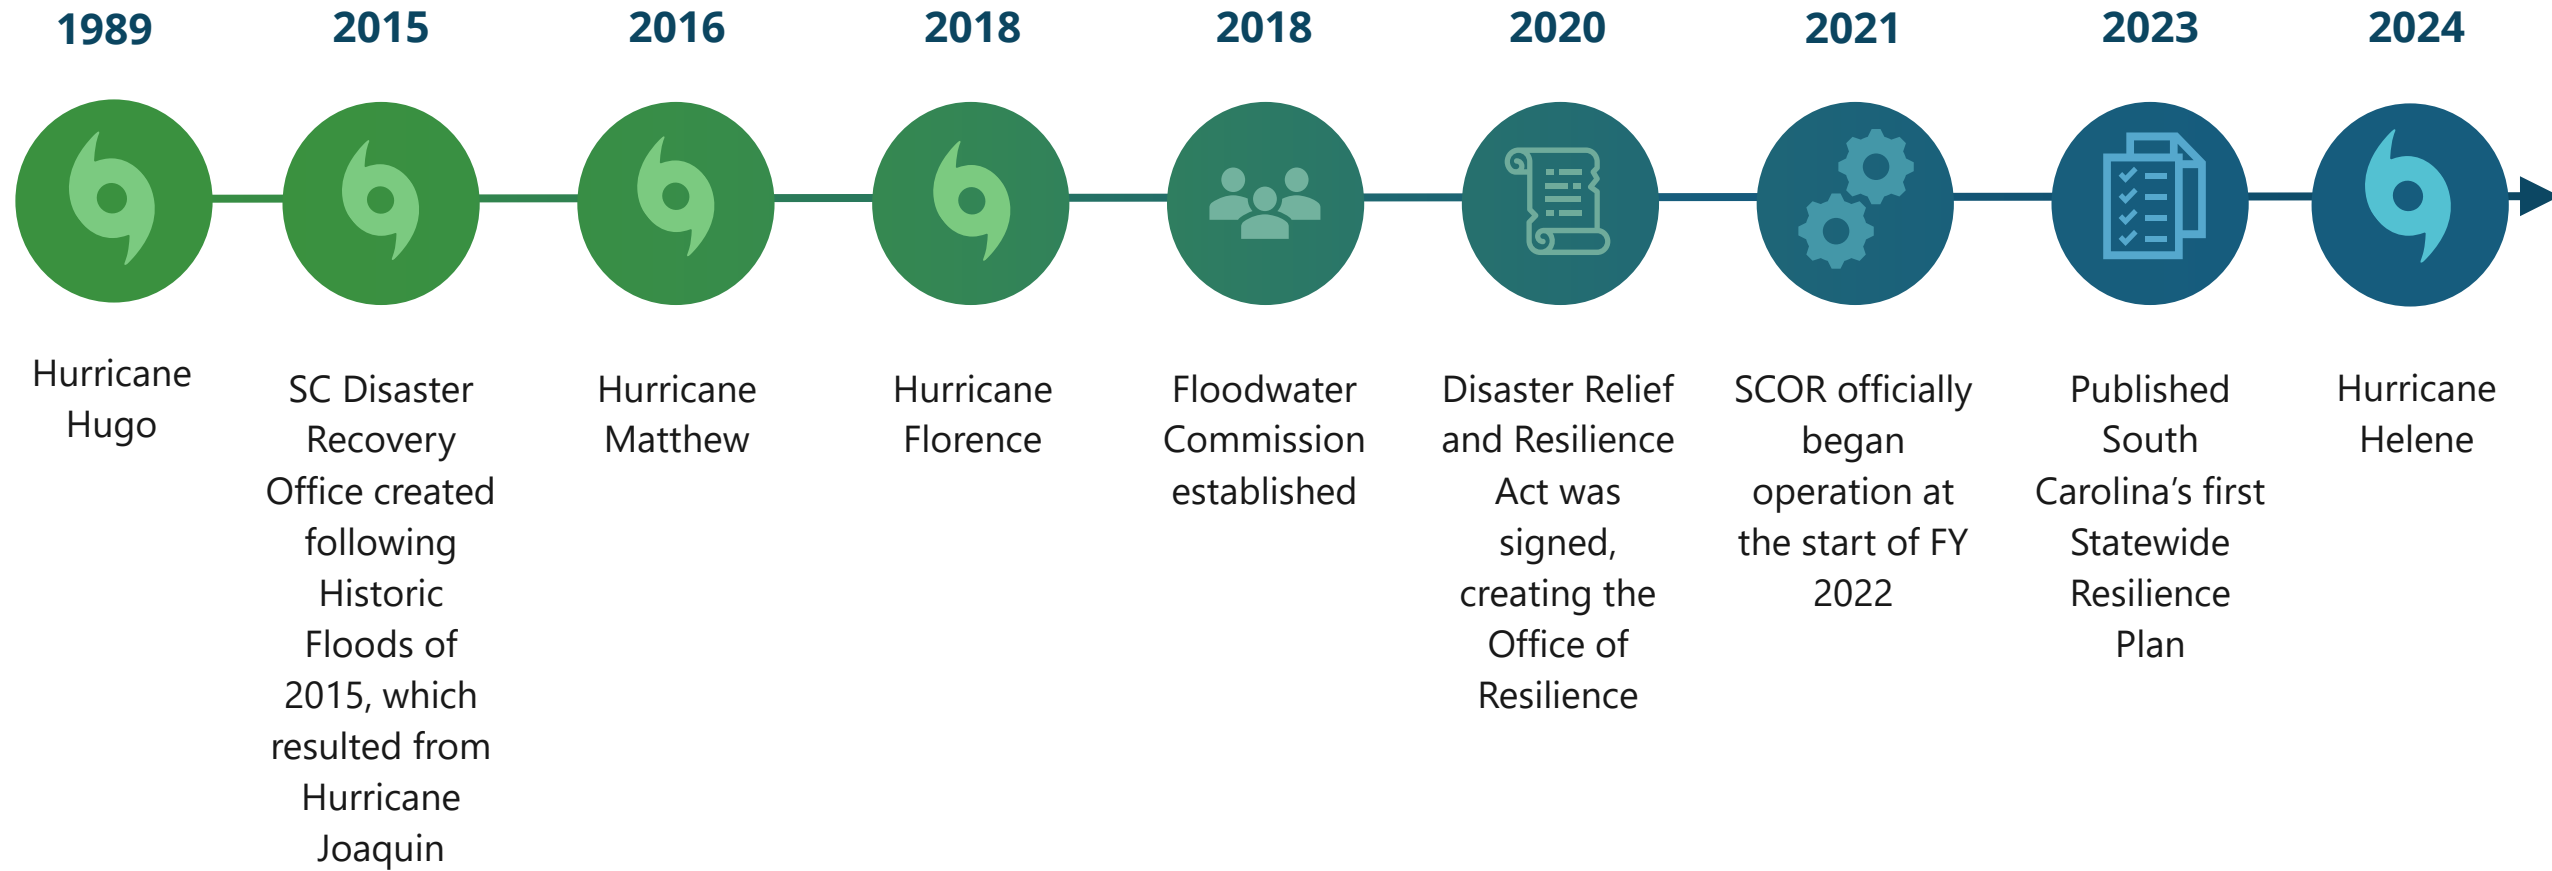 1989
Hurricane
Hugo
2015
SC Disaster
Recovery
Office created
following
Historic
Floods of
2015, which
resulted from
Hurricane
Joaquin
2016
Hurricane
Matthew
2018
Hurricane
Florence
2018
Floodwater
Commission
established
2020
Disaster Relief
and Resilience
Act was
signed,
creating the
Office of
Resilience
2021
SCOR officially
began
operation at
the start of FY
2022
2023
Published
South
Carolina’s first
Statewide
Resilience
Plan
2024
Hurricane
Helene